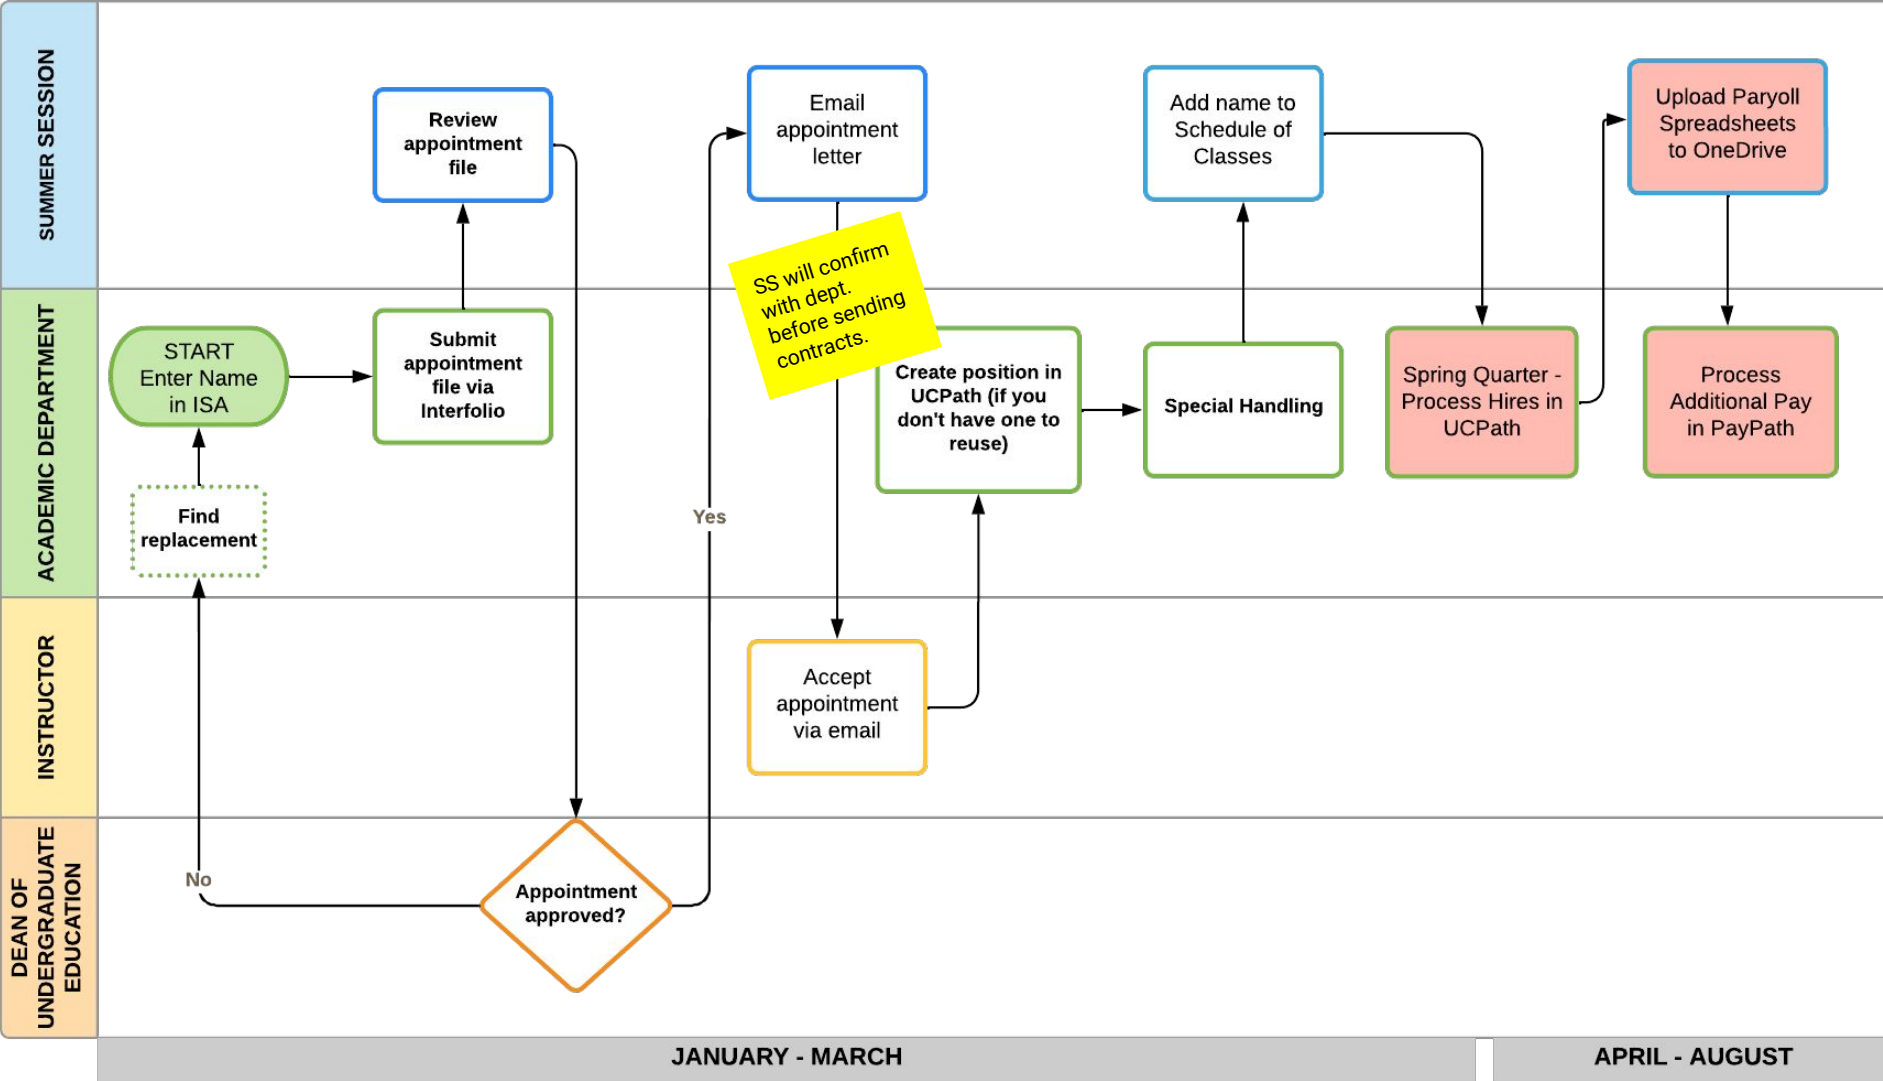 SUMMER SESSION
Review
appointment
file
Email
appointment
letter
Add name to
Schedule of
Classes
Upload Paryoll
Spreadsheets
to OneDrive
SS will confirm
with dept.
before sending
contracts.
ACADEMIC DEPARTMENT
START
Enter Name
in ISA
Submit
appointment
file via
Interfolio
Create position in
UCPath (if you
don't have one to
reuse)
Special Handling
Spring Quarter -
Process Hires in
UCPath
Process
Additional Pay
in PayPath
Find
replacement
Yes
INSTRUCTOR
Accept
appointment
via email
DEAN OF
UNDERGRADUATE
EDUCATION
No
Appointment
approved?
JANUARY - MARCH
APRIL - AUGUST